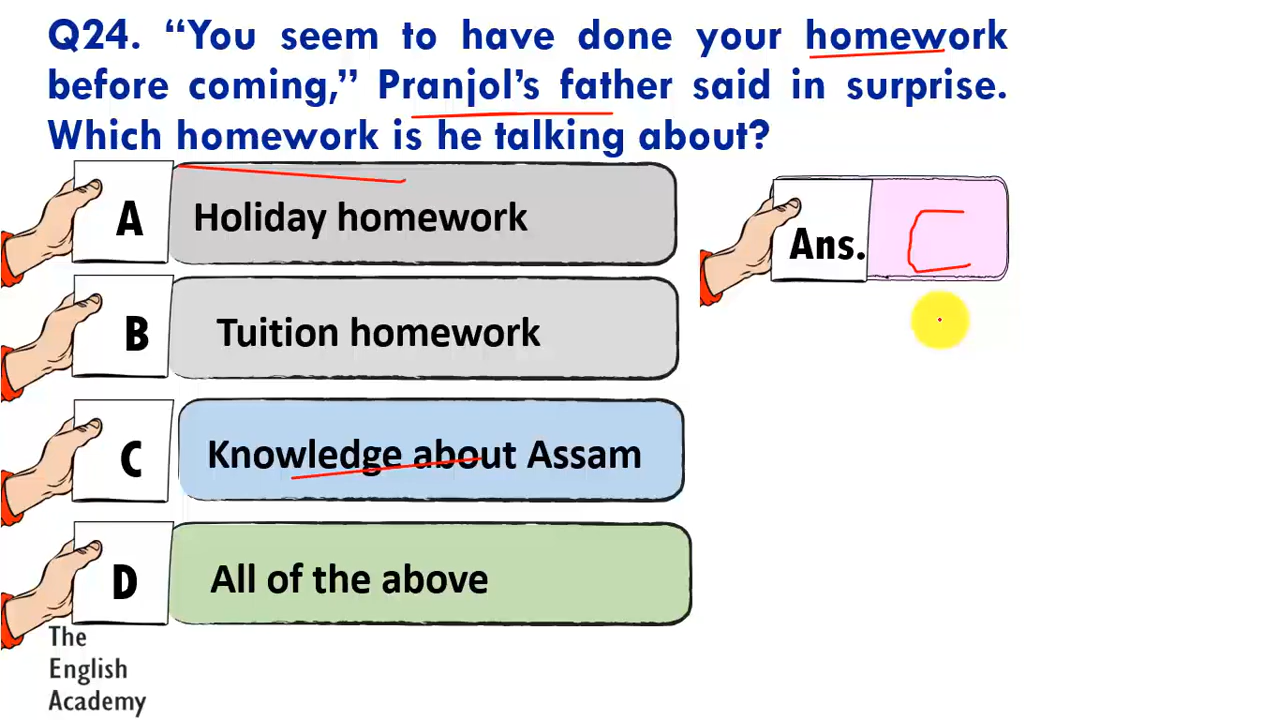 Q24. “You seem to have done your homework
before coming,” Pranjol’s father said in surprise.
Which homework is he talking about?
A Holiday homework
Ans. C
B Tuition homework
C Knowledge about Assam
D All of the above
The
English
Academy